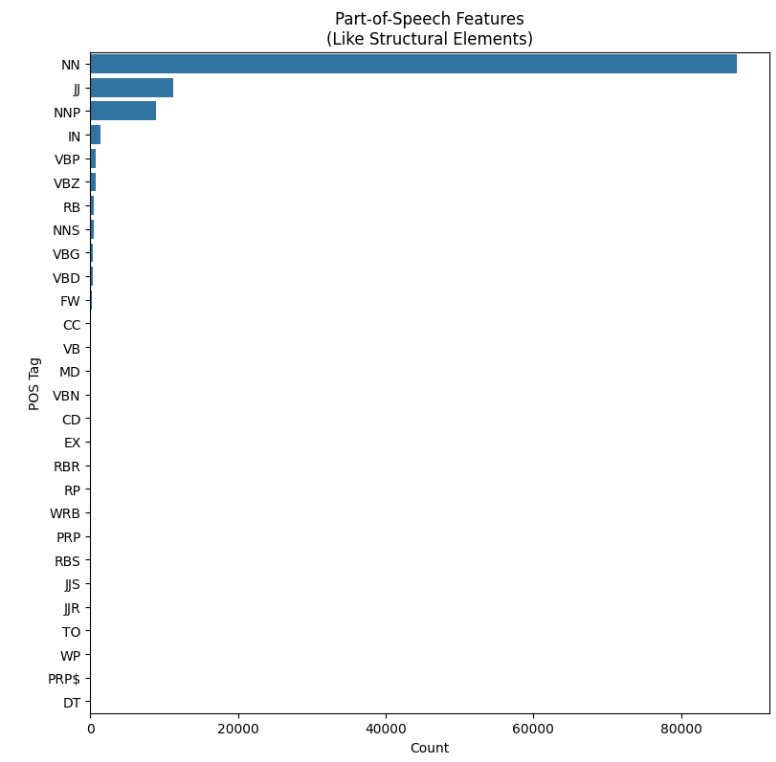 Part-of-Speech Features
(Like Structural Elements)
NN
JJ
NNP
IN
VBP
VBZ
RB
NNS
VBG
VBD
FW
CC
VB
MD
VBN
CD
EX
RBR
RP
WRB
PRP
RBS
JJS
JJR
TO
WP
PRP$
DT
POS Tag
0 20000 40000 60000 80000
Count